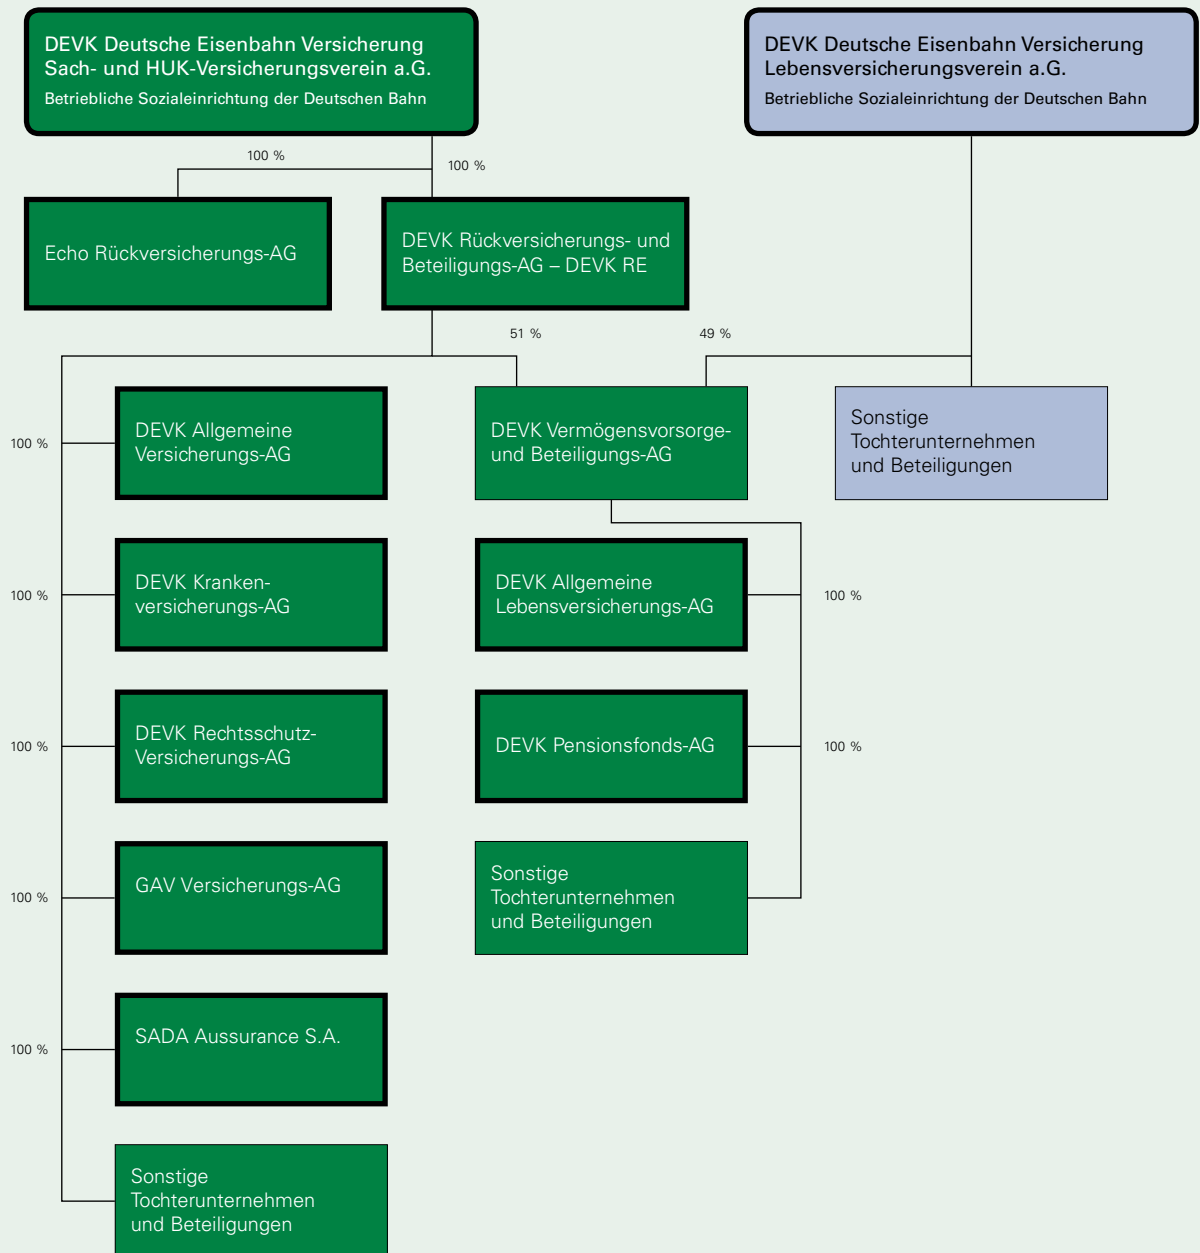 DEVK Deutsche Eisenbahn Versicherung
Sach- und HUK-Versicherungsverein a.G.
Betriebliche Sozialeinrichtung der Deutschen Bahn
DEVK Deutsche Eisenbahn Versicherung
Lebensversicherungsverein a.G.
Betriebliche Sozialeinrichtung der Deutschen Bahn
100 %
100 %
Echo Rückversicherungs-AG
DEVK Rückversicherungs- und
Beteiligungs-AG – DEVK RE
51 %
49 %
100 %
DEVK Allgemeine
Versicherungs-AG
DEVK Vermögensvorsorge-
und Beteiligungs-AG
Sonstige
Tochterunternehmen
und Beteiligungen
100 %
DEVK Kranken-
versicherungs-AG
DEVK Allgemeine
Lebensversicherungs-AG
100 %
100 %
DEVK Rechtsschutz-
Versicherungs-AG
DEVK Pensionsfonds-AG
100 %
100 %
GAV Versicherungs-AG
Sonstige
Tochterunternehmen
und Beteiligungen
100 %
SADA Aussurance S.A.
Sonstige
Tochterunternehmen
und Beteiligungen